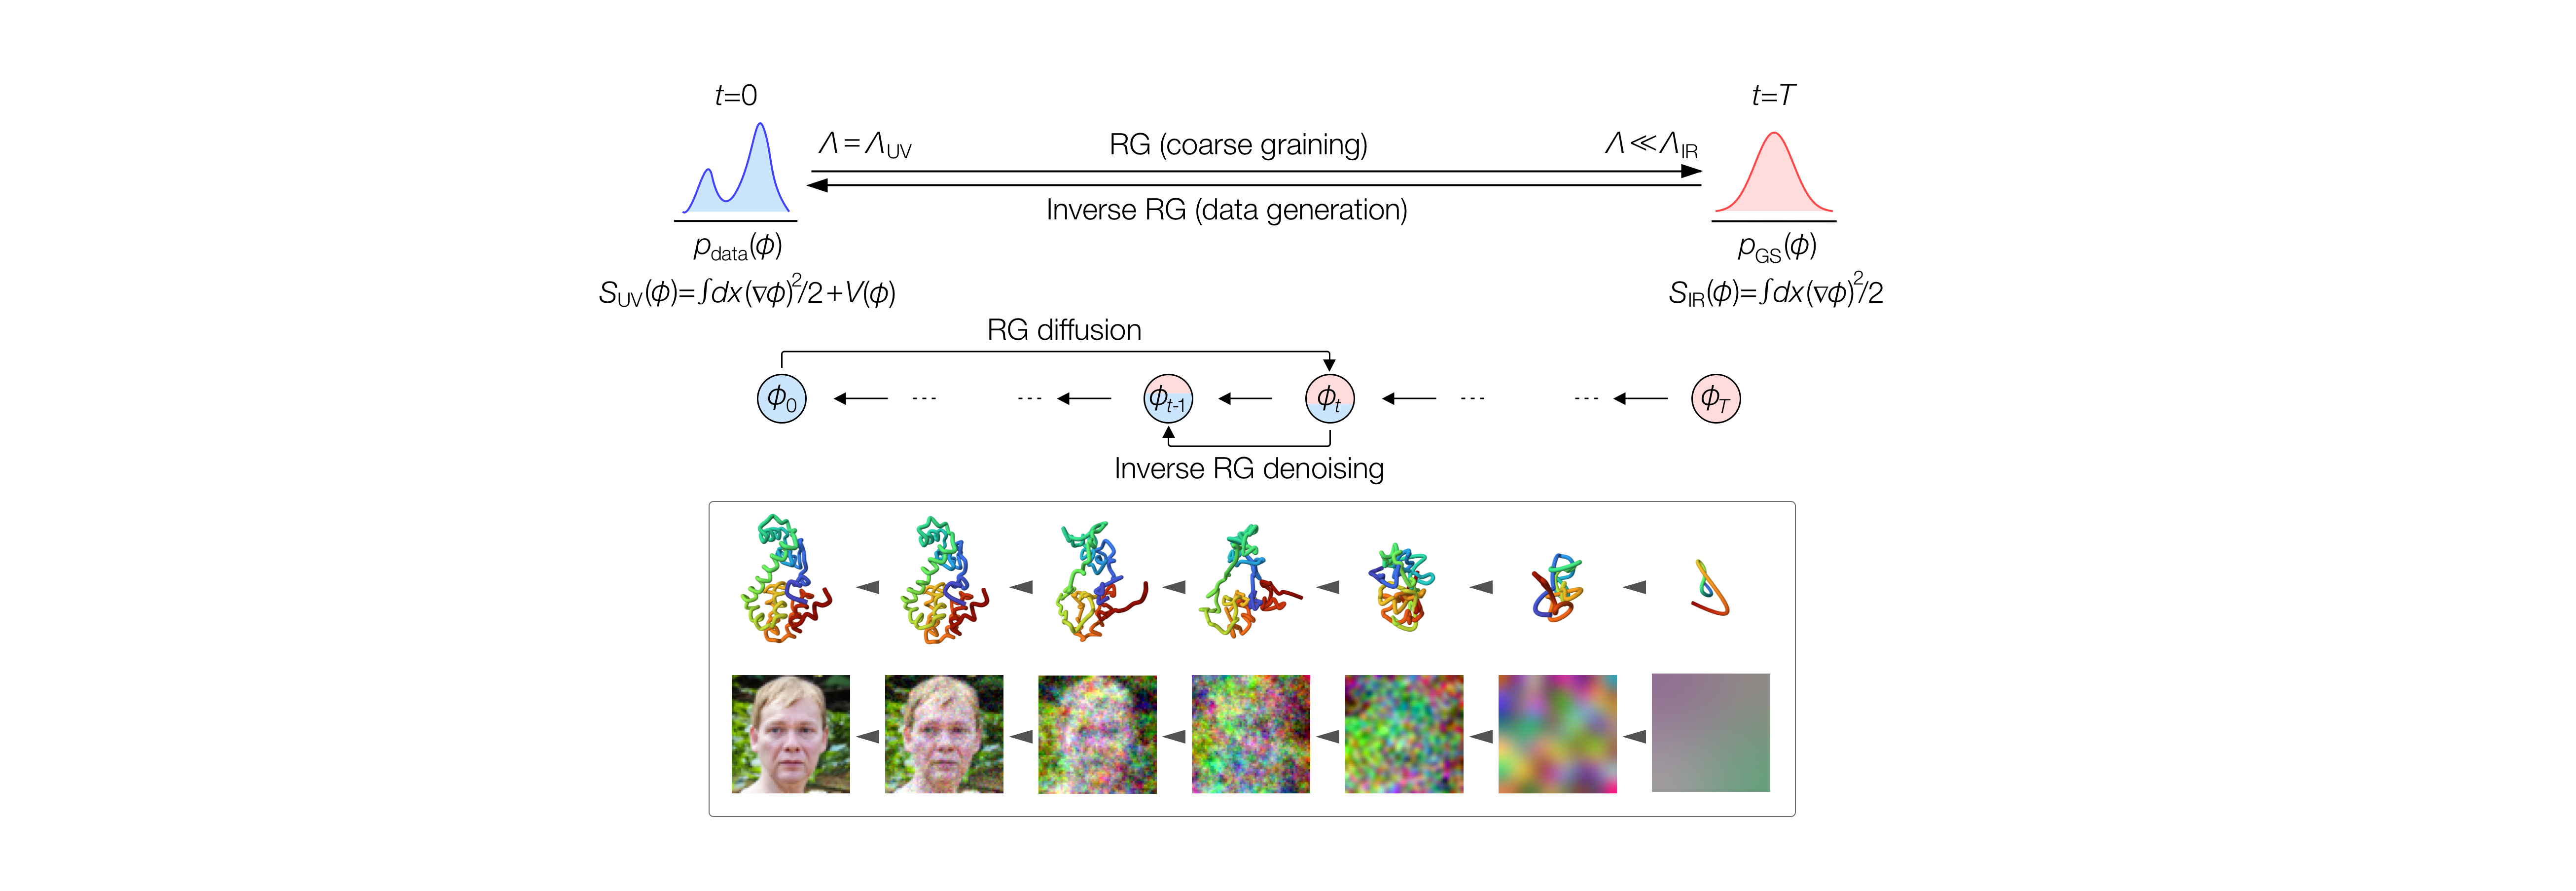 t=0
t=T
Λ=Λ_UV
RG (coarse graining)
Λ≪Λ_IR
Inverse RG (data generation)
p_data(ϕ)
p_GS(ϕ)
S_UV(ϕ)=∫dx(∇ϕ)²/2+V(ϕ)
S_IR(ϕ)=∫dx(∇ϕ)²/2
RG diffusion
ϕ_0 ... ... ϕ_t-1 ϕ_t ... ... ϕ_T
Inverse RG denoising